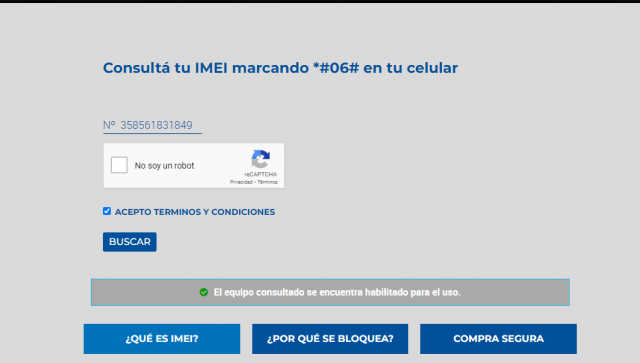 Consultá tu IMEI marcando *#06# en tu celular
Nº 358561831849
No soy un robot
reCAPTCHA
Privacidad - Términos
ACEPTO TERMINOS Y CONDICIONES
BUSCAR
El equipo consultado se encuentra habilitado para el uso.
¿QUÉ ES IMEI?
¿POR QUÉ SE BLOQUEA?
COMPRA SEGURA